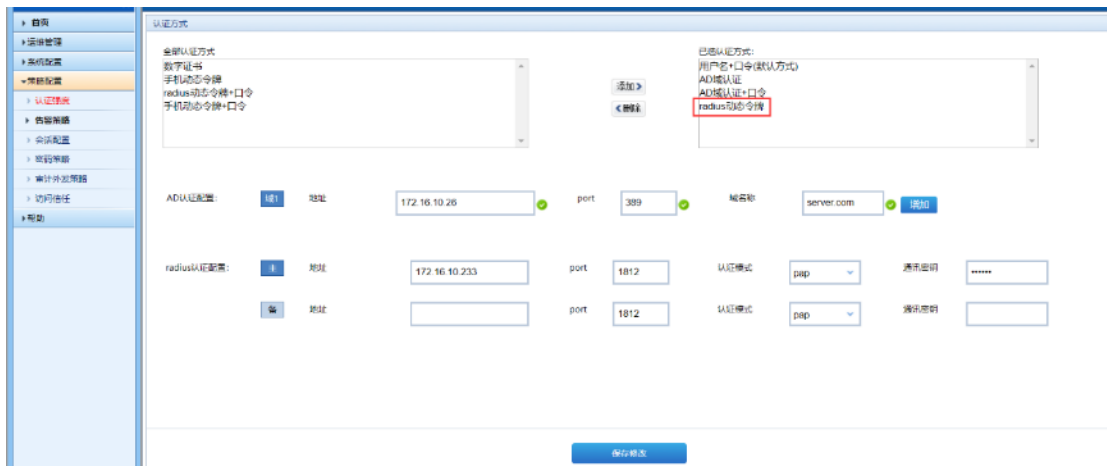 首页
运维管理
系统配置
策略配置
认证强度
告警策略
会话配置
密码策略
审计外发策略
访问信任
帮助
认证方式
全部认证方式
数字证书
手机动态令牌
radius动态令牌+口令
手机动态令牌+口令
添加
删除
已选认证方式:
用户名+口令(默认方式)
AD域认证
AD域认证+口令
radius动态令牌
AD认证配置: 域1 地址 172.16.10.26 port 389 域名称 server.com 增加
radius认证配置: 主 地址 172.16.10.233 port 1812 认证模式 pap 通讯密钥 ••••••
备 地址 port 1812 认证模式 pap 通讯密钥
保存修改